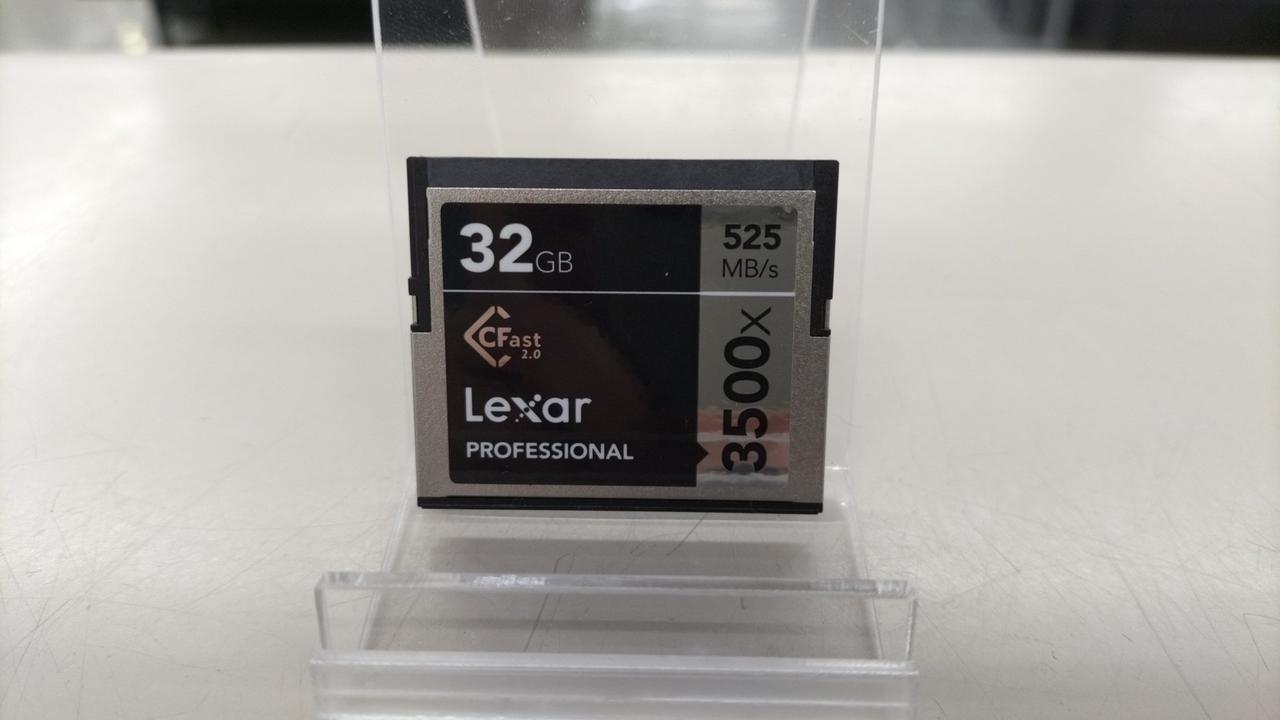 32GB
525
MB/s
CFast
2.0
Lexar
PROFESSIONAL
3500x